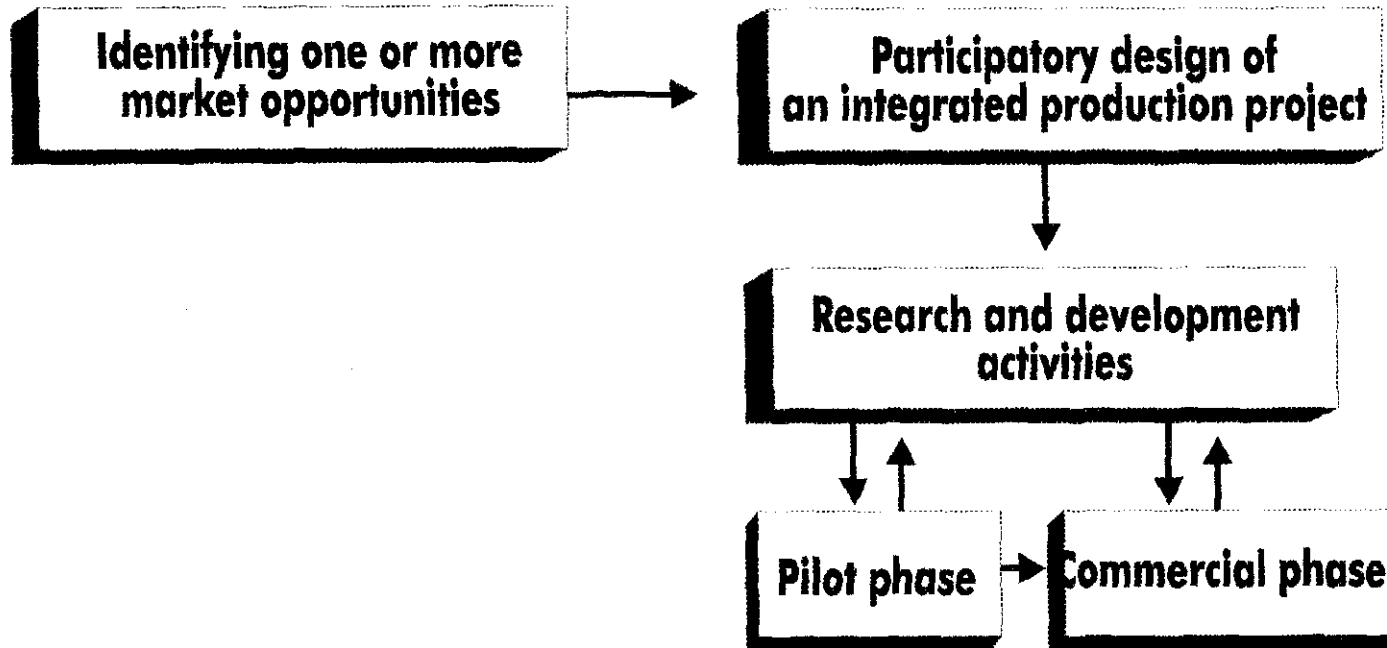 Identifying one or more
market opportunities
Participatory design of
an integrated production project
Research and development
activities
Pilot phase
Commercial phase